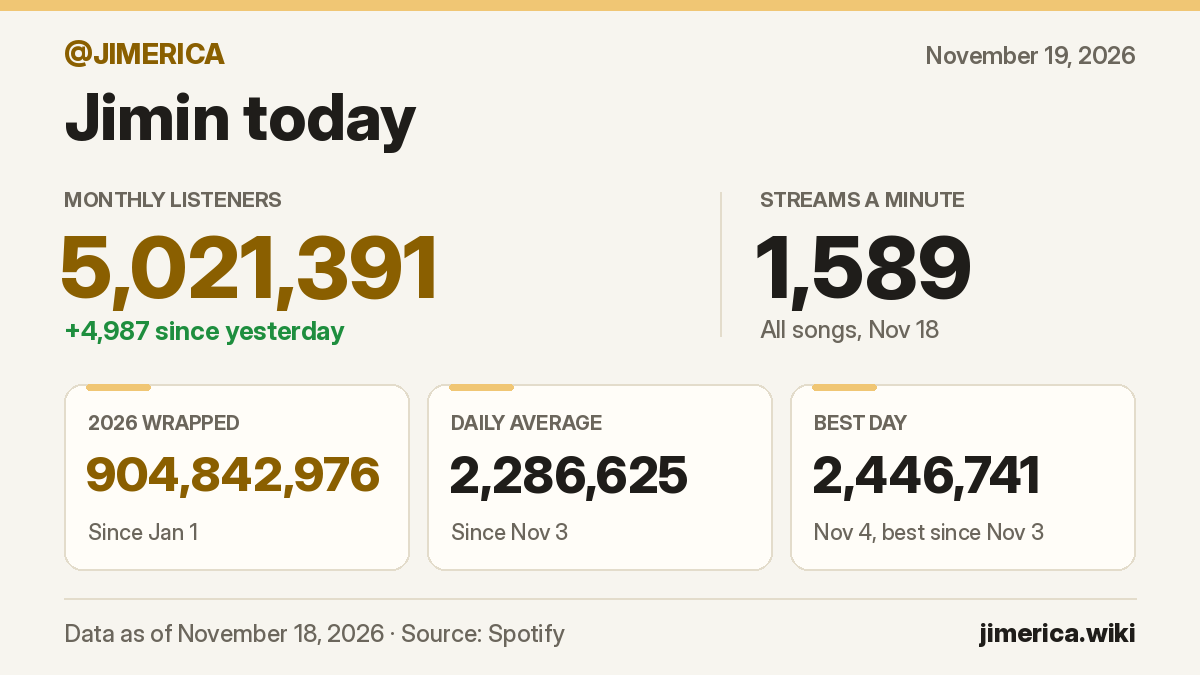 @JIMERICA
November 19, 2026
Jimin today
MONTHLY LISTENERS
5,021,391
+4,987 since yesterday
STREAMS A MINUTE
1,589
All songs, Nov 18
2026 WRAPPED
904,842,976
Since Jan 1
DAILY AVERAGE
2,286,625
Since Nov 3
BEST DAY
2,446,741
Nov 4, best since Nov 3
Data as of November 18, 2026 · Source: Spotify
jimerica.wiki